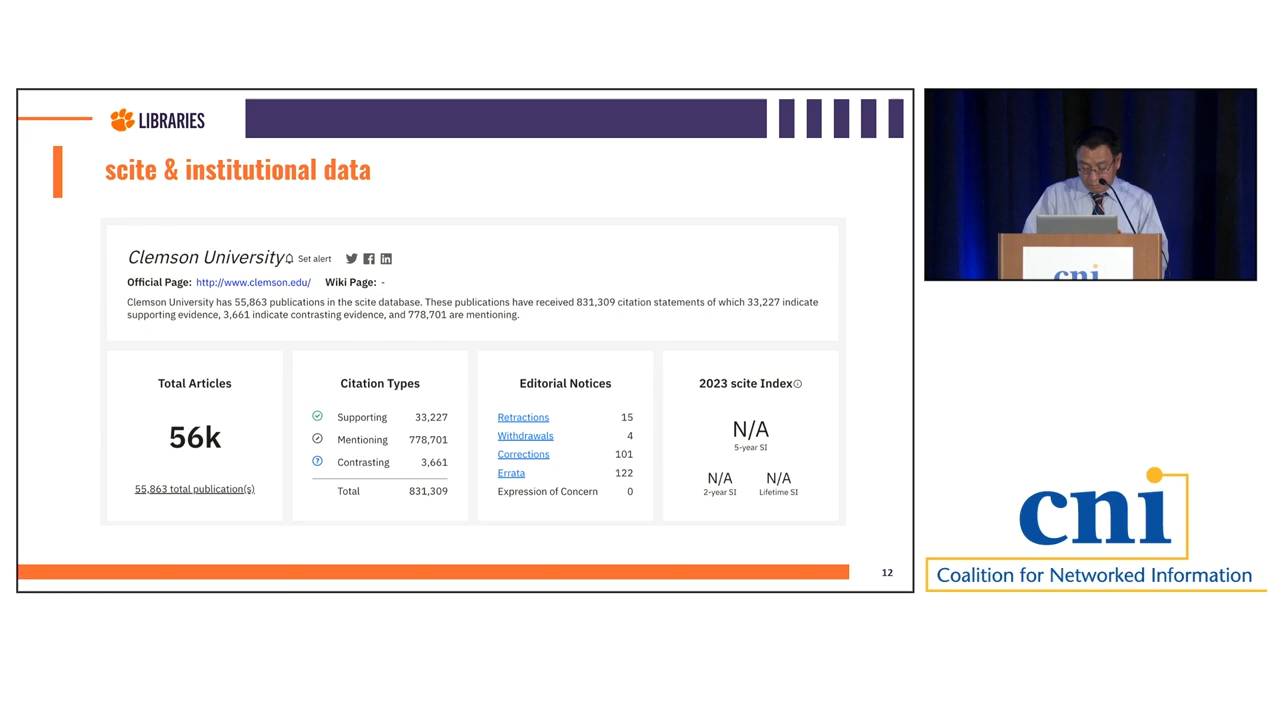 LIBRARIES
scite & institutional data
Clemson University Set alert
Official Page: http://www.clemson.edu/ Wiki Page: -
Clemson University has 55,863 publications in the scite database. These publications have received 831,309 citation statements of which 33,227 indicate
supporting evidence, 3,661 indicate contrasting evidence, and 778,701 are mentioning.
Total Articles
56k
55,863 total publication(s)
Citation Types
Supporting 33,227
Mentioning 778,701
Contrasting 3,661
Total 831,309
Editorial Notices
Retractions 15
Withdrawals 4
Corrections 101
Errata 122
Expression of Concern 0
2023 scite Index
N/A
5-year SI
N/A N/A
2-year SI Lifetime SI
12
cni
cni
Coalition for Networked Information